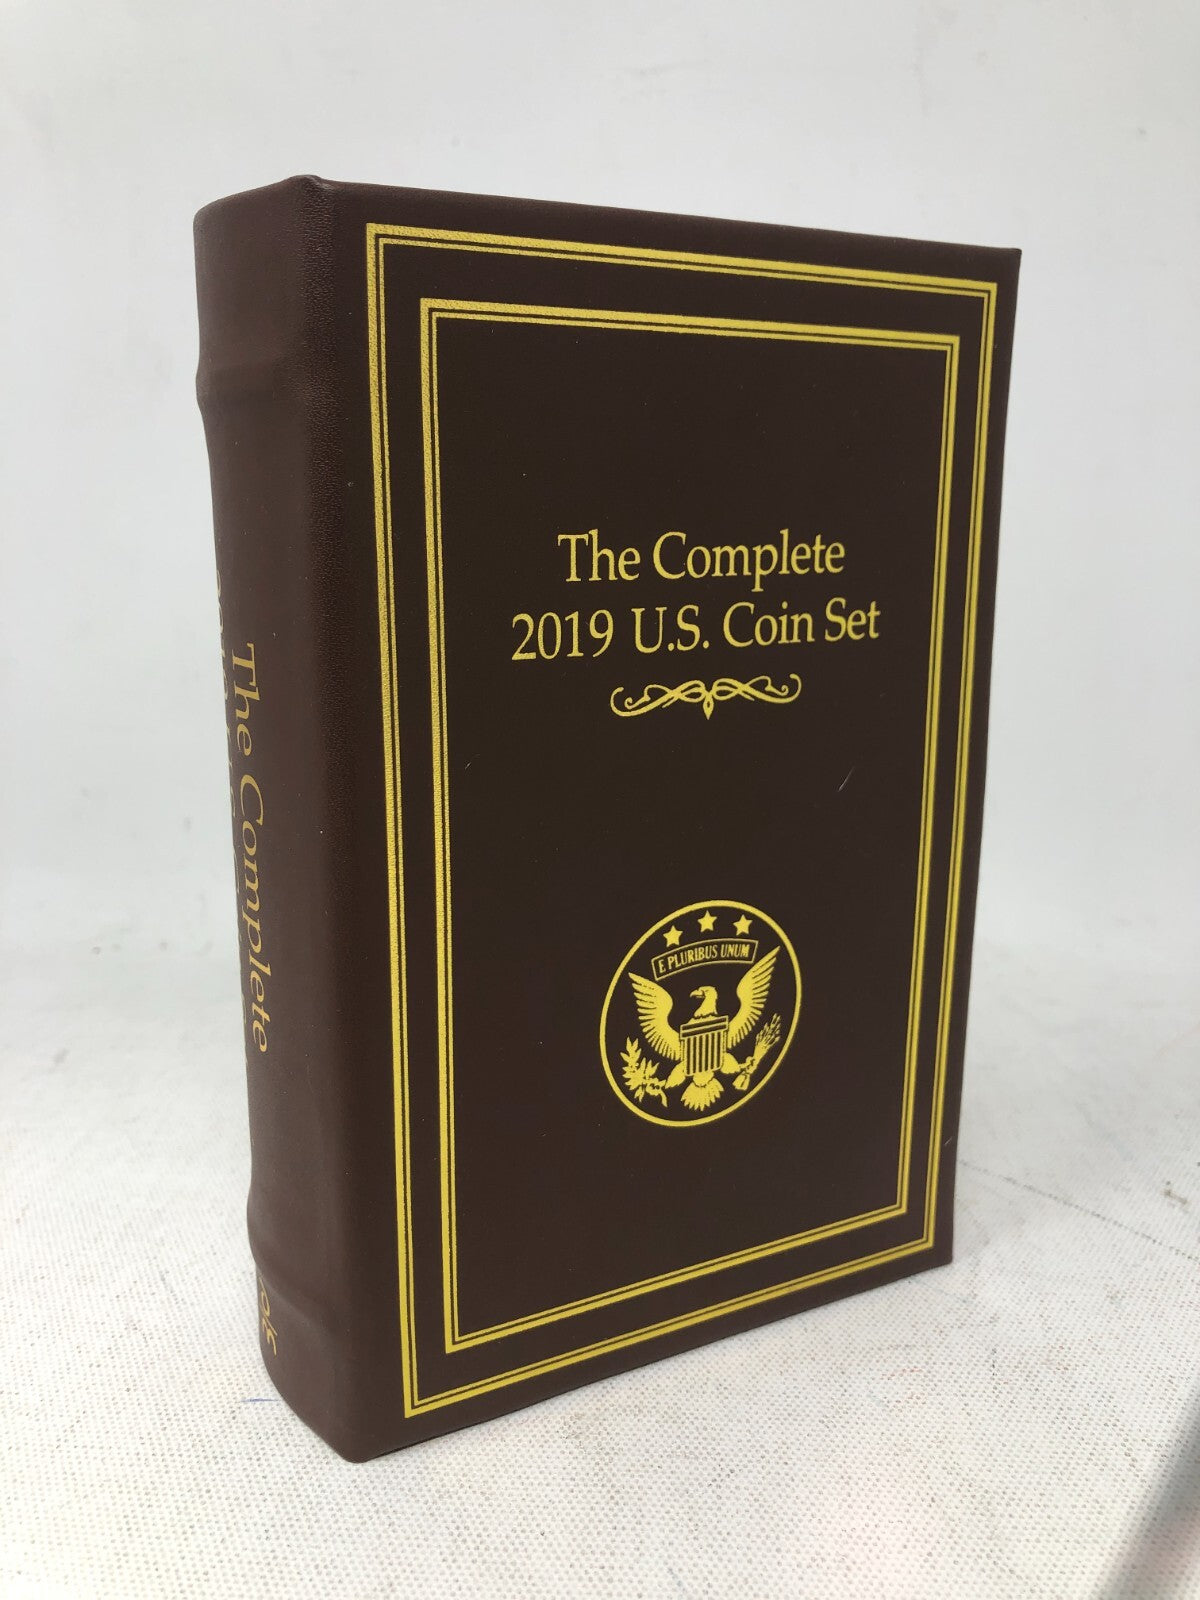 The Complete
2019 U.S. Coin Set
E PLURIBUS UNUM
The Complete